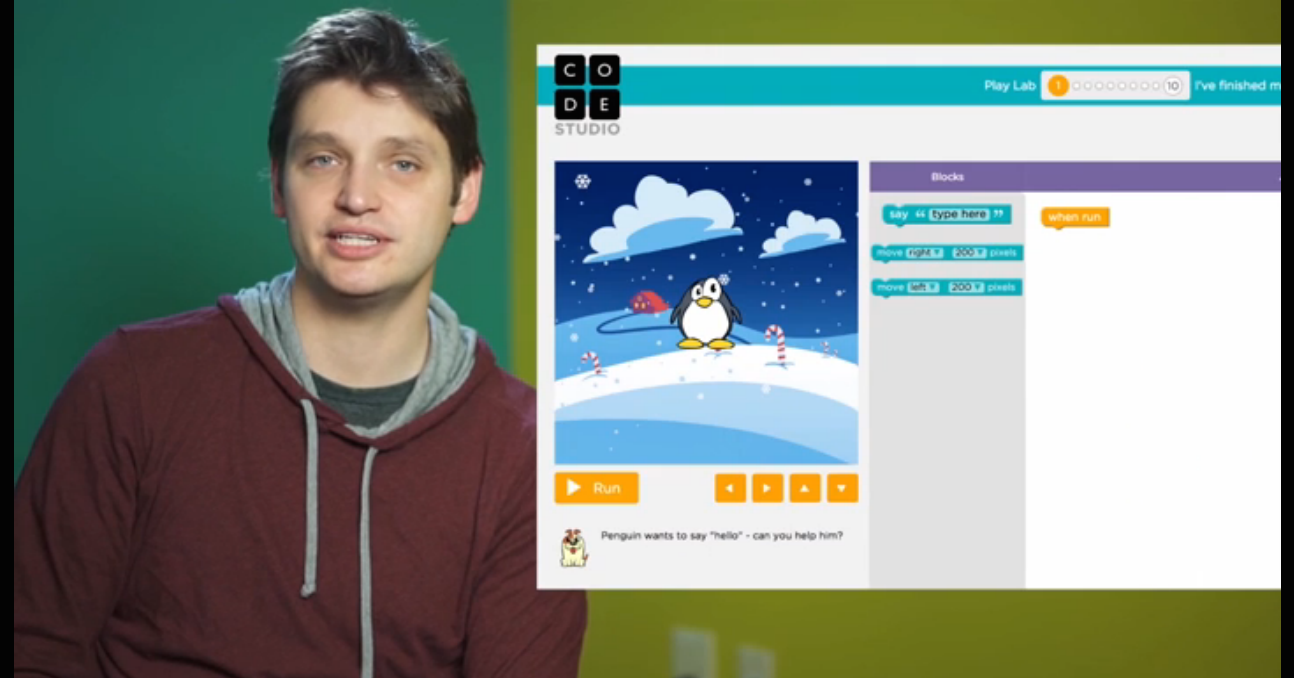 C O
D E
STUDIO
Play Lab 1 10 I've finished m
Blocks
say “ type here ”
when run
move right 200 pixels
move left 200 pixels
Run
Penguin wants to say "hello" - can you help him?